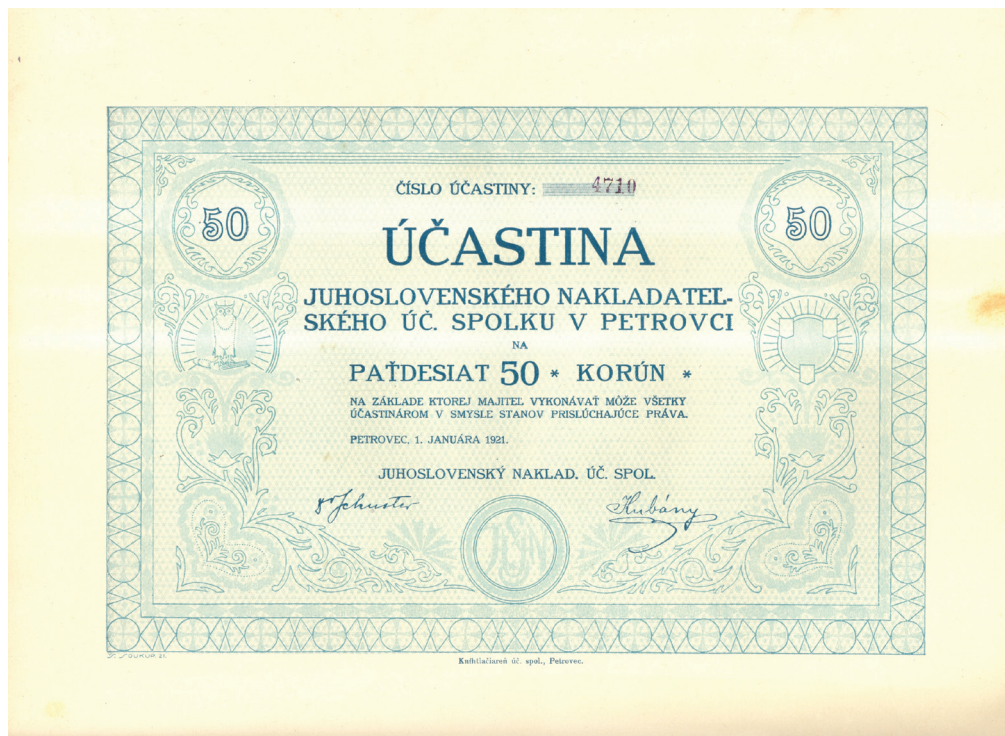 ČÍSLO ÚČASTINY: 4710
50
50
ÚČASTINA
JUHOSLOVENSKÉHO NAKLADATEL-
SKÉHO ÚČ. SPOLKU V PETROVCI
NA
PAŤDESIAT 50 * KORÚN *
NA ZÁKLADE KTOREJ MAJITEL VYKONÁVAŤ MÔŽE VŠETKY
ÚČASTINÁROM V SMYSLE STANOV PRISLÚCHAJÚCE PRÁVA.
PETROVEC, 1. JANUÁRA 1921.
JUHOSLOVENSKÝ NAKLAD. ÚČ. SPOL.
Schuster
Kubány
Kníhtlačiareň úč. spol., Petrovec.